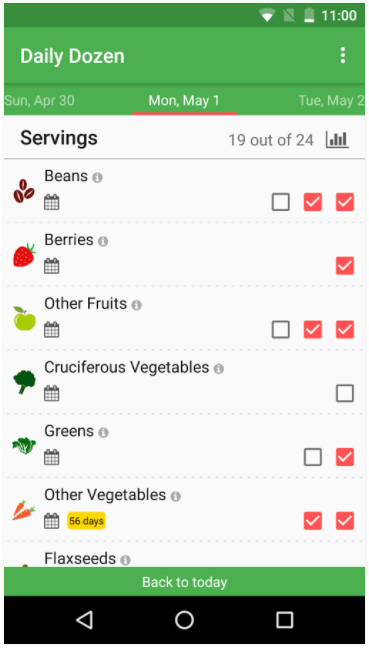 11:00
Daily Dozen
Sun, Apr 30 Mon, May 1 Tue, May 2
Servings 19 out of 24
Beans
Berries
Other Fruits
Cruciferous Vegetables
Greens
Other Vegetables
56 days
Flaxseeds
Back to today